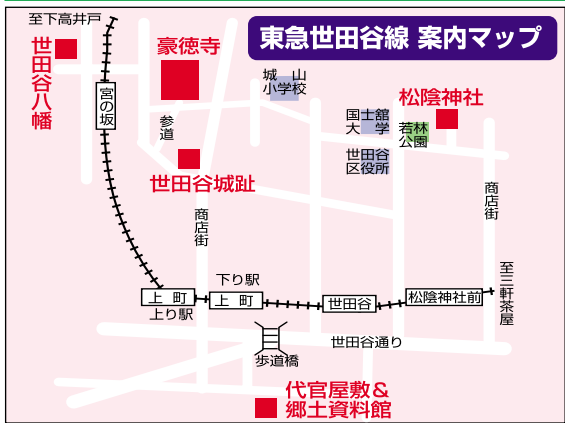 至下高井戸
東急世田谷線 案内マップ
世田谷八幡
豪徳寺
宮の坂
参道
城山
小学校
国士舘
大学
松陰神社
若林
公園
世田谷
区役所
世田谷城趾
商店街
商店街
下り駅
上町
上町
上り駅
世田谷
松陰神社前
至三軒茶屋
世田谷通り
歩道橋
代官屋敷&
郷土資料館